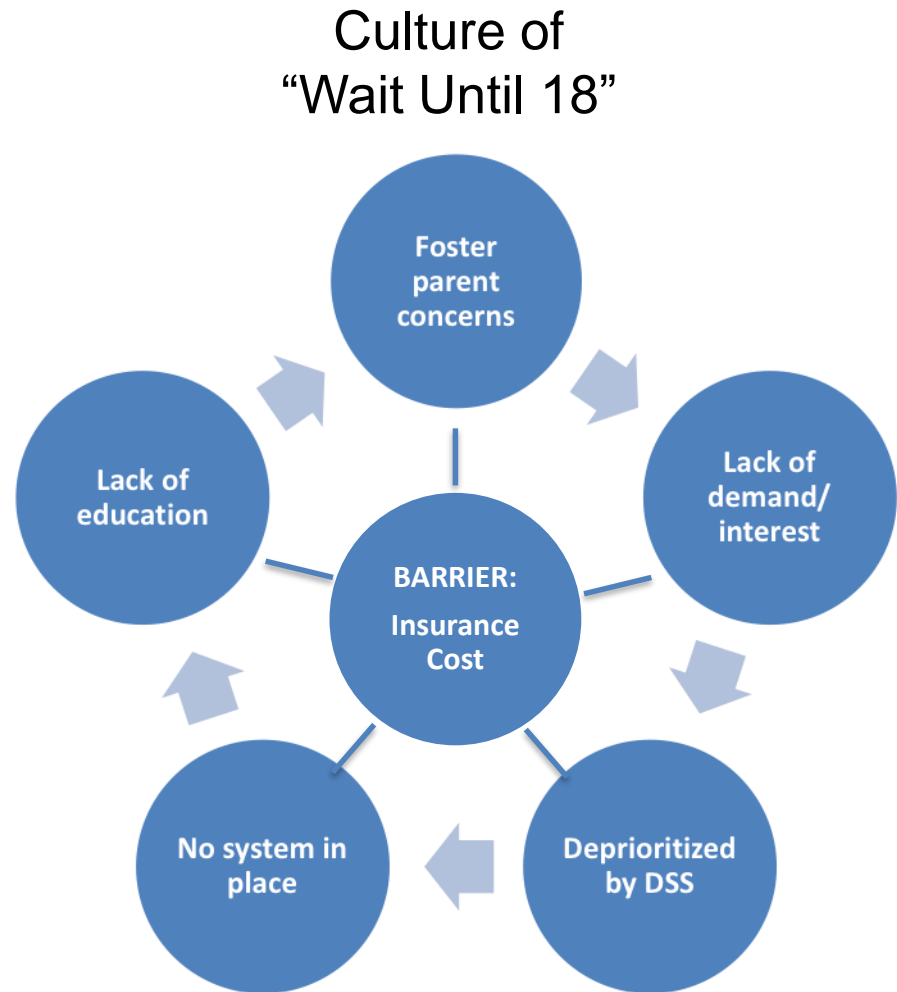 Culture of
“Wait Until 18”
Foster
parent
concerns
Lack of
demand/
interest
Deprioritized
by DSS
No system in
place
Lack of
education
BARRIER:
Insurance
Cost